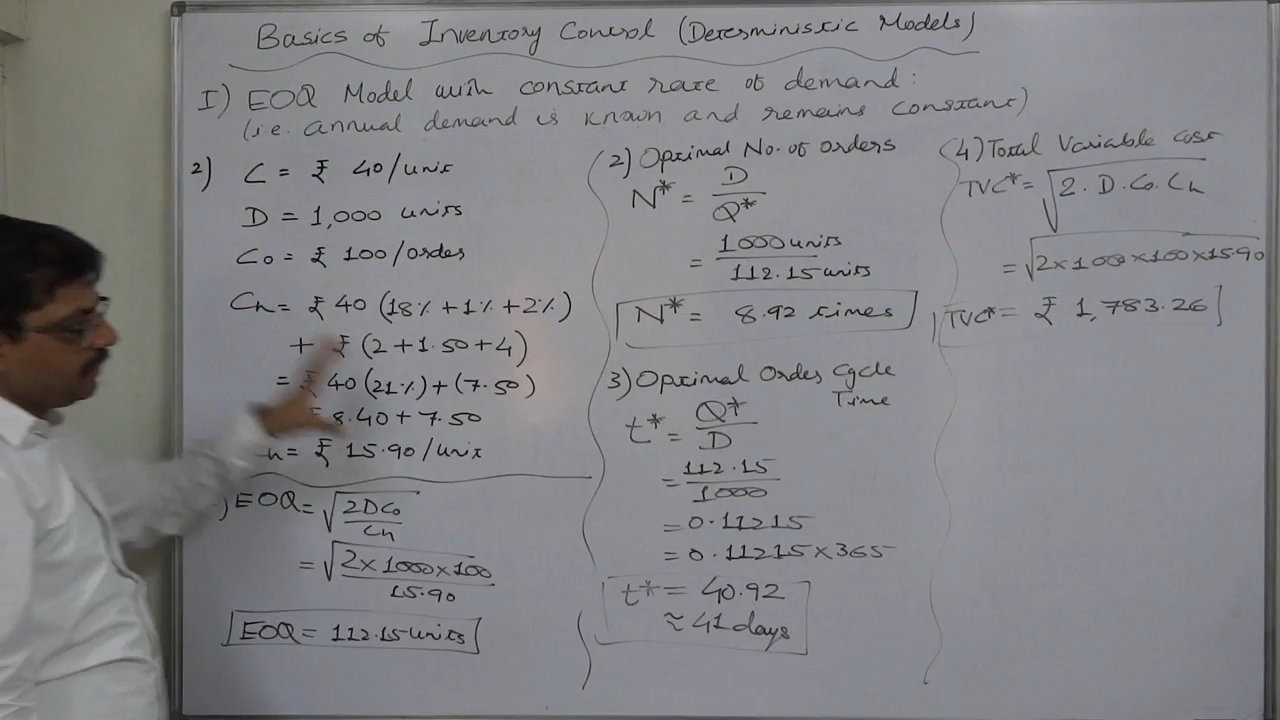 Basics of Inventory Control (Deterministic Models)
I) EOQ Model with constant rate of demand :
(i.e. annual demand is known and remains constant)
2) C = ₹ 40/unit
D = 1,000 units
Co = ₹ 100/order
Ch = ₹ 40 (18% + 1% + 2%)
+ ₹ (2 + 1.50 + 4)
= ₹ 40 (21%) + (7.50)
8.40 + 7.50
h = ₹ 15.90/unit
) EOQ = √2DCo/Ch
= √2×1000×100/15.90
EOQ = 112.15 units
(2) Optimal No. of orders
N* = D/Q*
= 1000 units/112.15 units
N* = 8.92 times
3) Optimal Order Cycle
Time
t* = Q*/D
= 112.15/1000
= 0.11215
= 0.11215 × 365
t* = 40.92
≈ 41 days
(4) Total Variable Cost
TVC* = √2.D.Co.Ch
= √2×1000×100×15.90
TVC* = ₹ 1,783.26